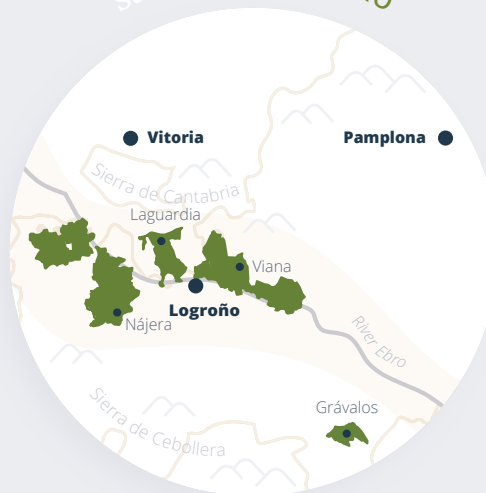 Vitoria
Pamplona
Sierra de Cantabria
Laguardia
Viana
Logroño
Nájera
River Ebro
Grávalos
Sierra de Cebollera